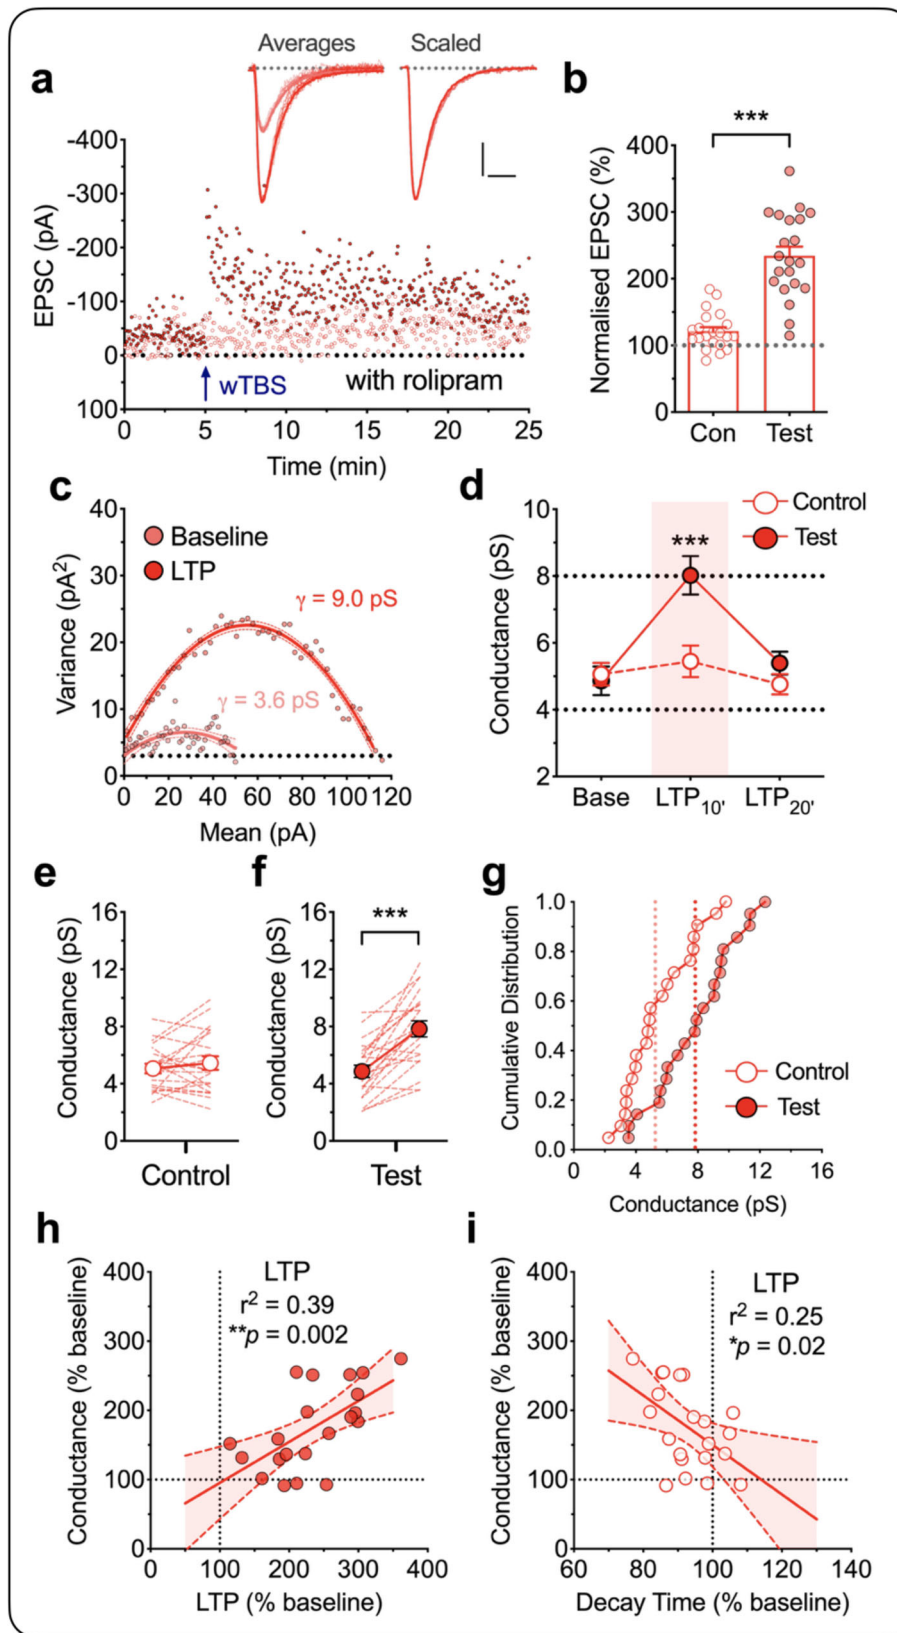 a
Averages
Scaled
EPSC (pA)
-400
-300
-200
-100
0
100
wTBS
with rolipram
0
5
10
15
20
25
Time (min)
b
***
Normalised EPSC (%)
400
300
200
100
0
Con
Test
c
Variance (pA²)
40
30
20
10
0
Baseline
LTP
γ = 9.0 pS
γ = 3.6 pS
0 20 40 60 80 100 120
Mean (pA)
d
Control
Test
Conductance (pS)
10
8
6
4
2
***
Base
LTP10'
LTP20'
e
Conductance (pS)
16
12
8
4
0
Control
f
Conductance (pS)
16
12
8
4
0
***
Test
g
Cumulative Distribution
1.0
0.8
0.6
0.4
0.2
0.0
Control
Test
0 4 8 12 16
Conductance (pS)
h
Conductance (% baseline)
400
300
200
100
0
LTP
r² = 0.39
**p = 0.002
0 100 200 300 400
LTP (% baseline)
i
Conductance (% baseline)
400
300
200
100
0
LTP
r² = 0.25
*p = 0.02
60 80 100 120 140
Decay Time (% baseline)